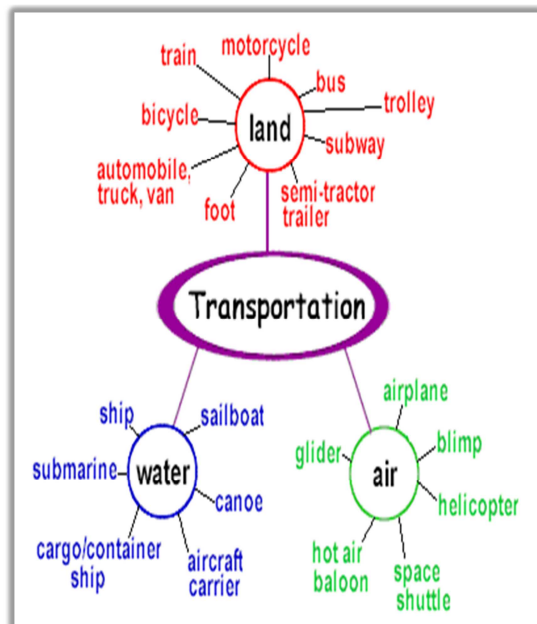 motorcycle
train
bus
trolley
bicycle
land
subway
automobile,
truck, van
foot
semi-tractor
trailer
Transportation
ship
sailboat
submarine
water
canoe
cargo/container
ship
aircraft
carrier
airplane
glider
blimp
air
helicopter
hot air
baloon
space
shuttle